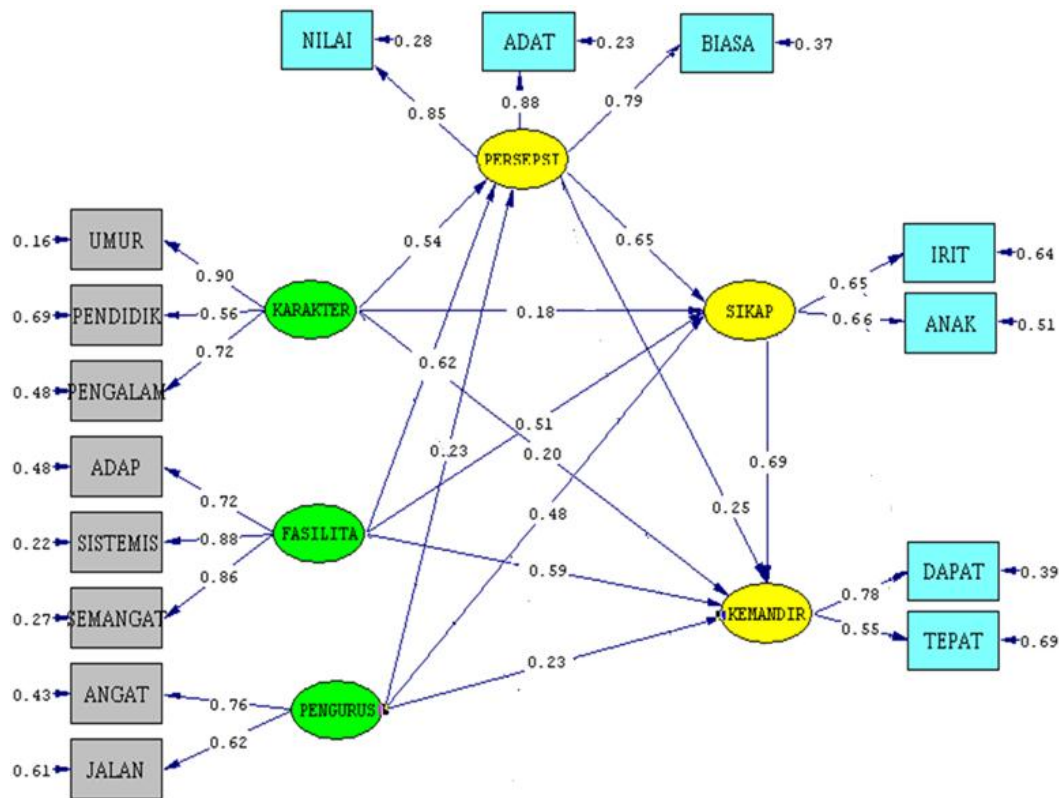 NILAI 0.28
ADAT 0.23
BIASA 0.37
0.85
0.88
0.79
PERSEPSI
0.16 UMUR
0.90
0.69 PENDIDIK
0.56
0.48 PENGALAM
0.72
KARAKTER
0.54
0.65
0.18
SIKAP
0.65
IRIT 0.64
0.66
ANAK 0.51
0.62
0.51
0.20
0.23
0.69
0.48 ADAP
0.72
0.22 SISTEMIS
0.88
0.27 SEMANGAT
0.86
FASILITA
0.48
0.25
0.59
KEMANDIR
0.78
DAPAT 0.39
0.55
TEPAT 0.69
0.23
0.43 ANGAT
0.76
0.61 JALAN
0.62
PENGURUS